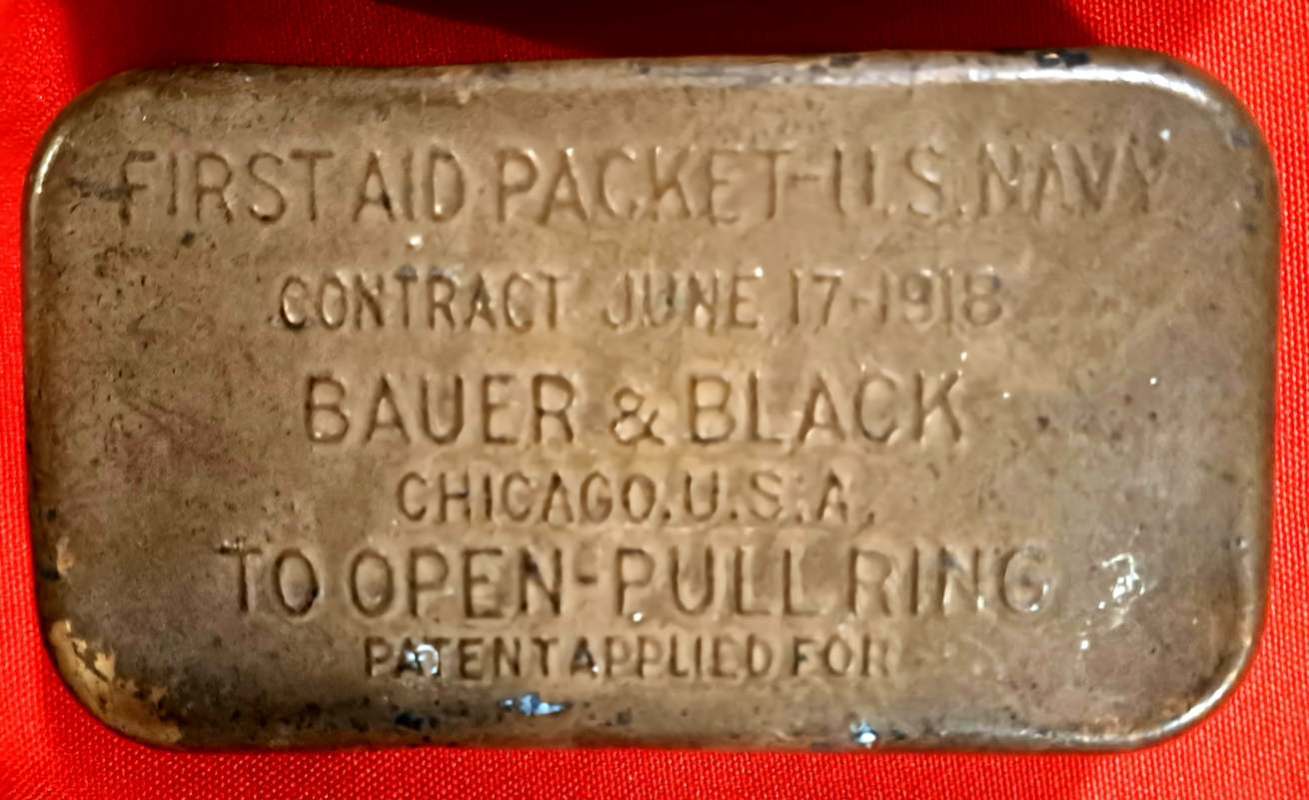 FIRST AID PACKET-U.S. NAVY
CONTRACT JUNE 17-1918
BAUER & BLACK
CHICAGO.U.S.A.
TO OPEN-PULL RING
PATENT APPLIED FOR